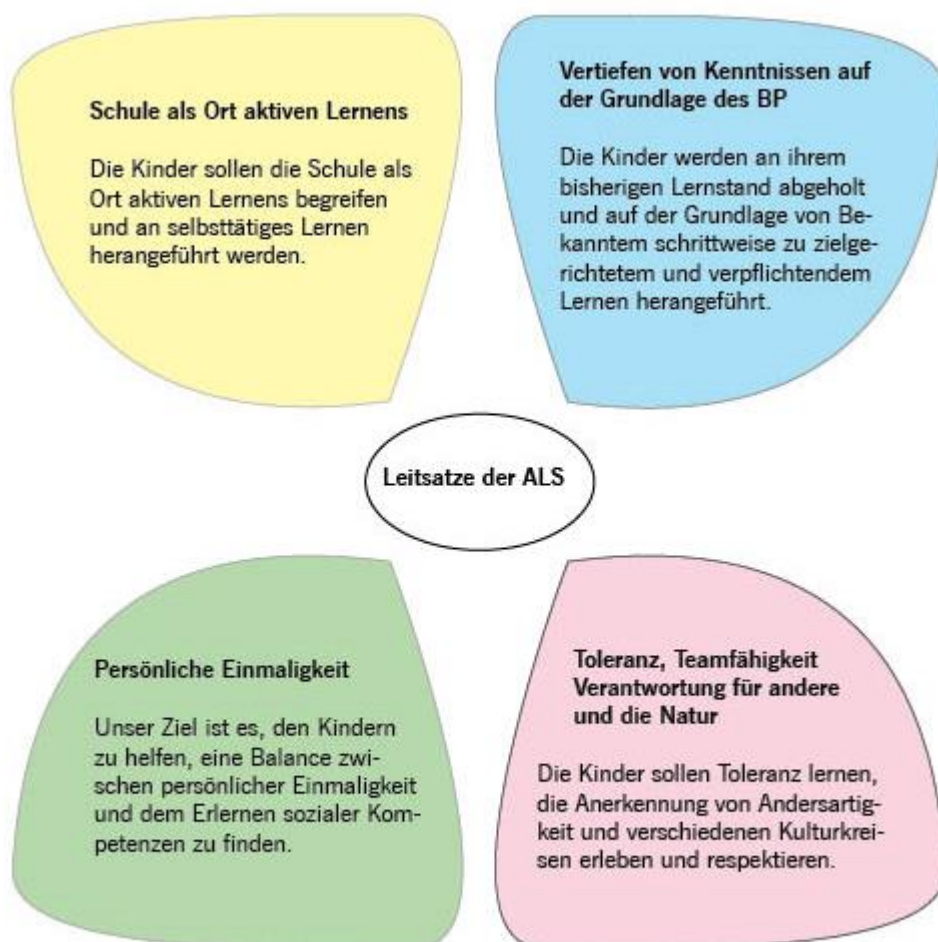 Schule als Ort aktiven Lernens
Die Kinder sollen die Schule als
Ort aktiven Lernens begreifen
und an selbsttätiges Lernen
herangeführt werden.
Vertiefen von Kenntnissen auf
der Grundlage des BP
Die Kinder werden an ihrem
bisherigen Lernstand abgeholt
und auf der Grundlage von Be-
kanntem schrittweise zu zielge-
richtetem und verpflichtendem
Lernen herangeführt.
Leitsatze der ALS
Persönliche Einmaligkeit
Unser Ziel ist es, den Kindern
zu helfen, eine Balance zwi-
schen persönlicher Einmaligkeit
und dem Erlernen sozialer Kom-
petenzen zu finden.
Toleranz, Teamfähigkeit
Verantwortung für andere
und die Natur
Die Kinder sollen Toleranz lernen,
die Anerkennung von Andersartig-
keit und verschiedenen Kulturkrei-
sen erleben und respektieren.